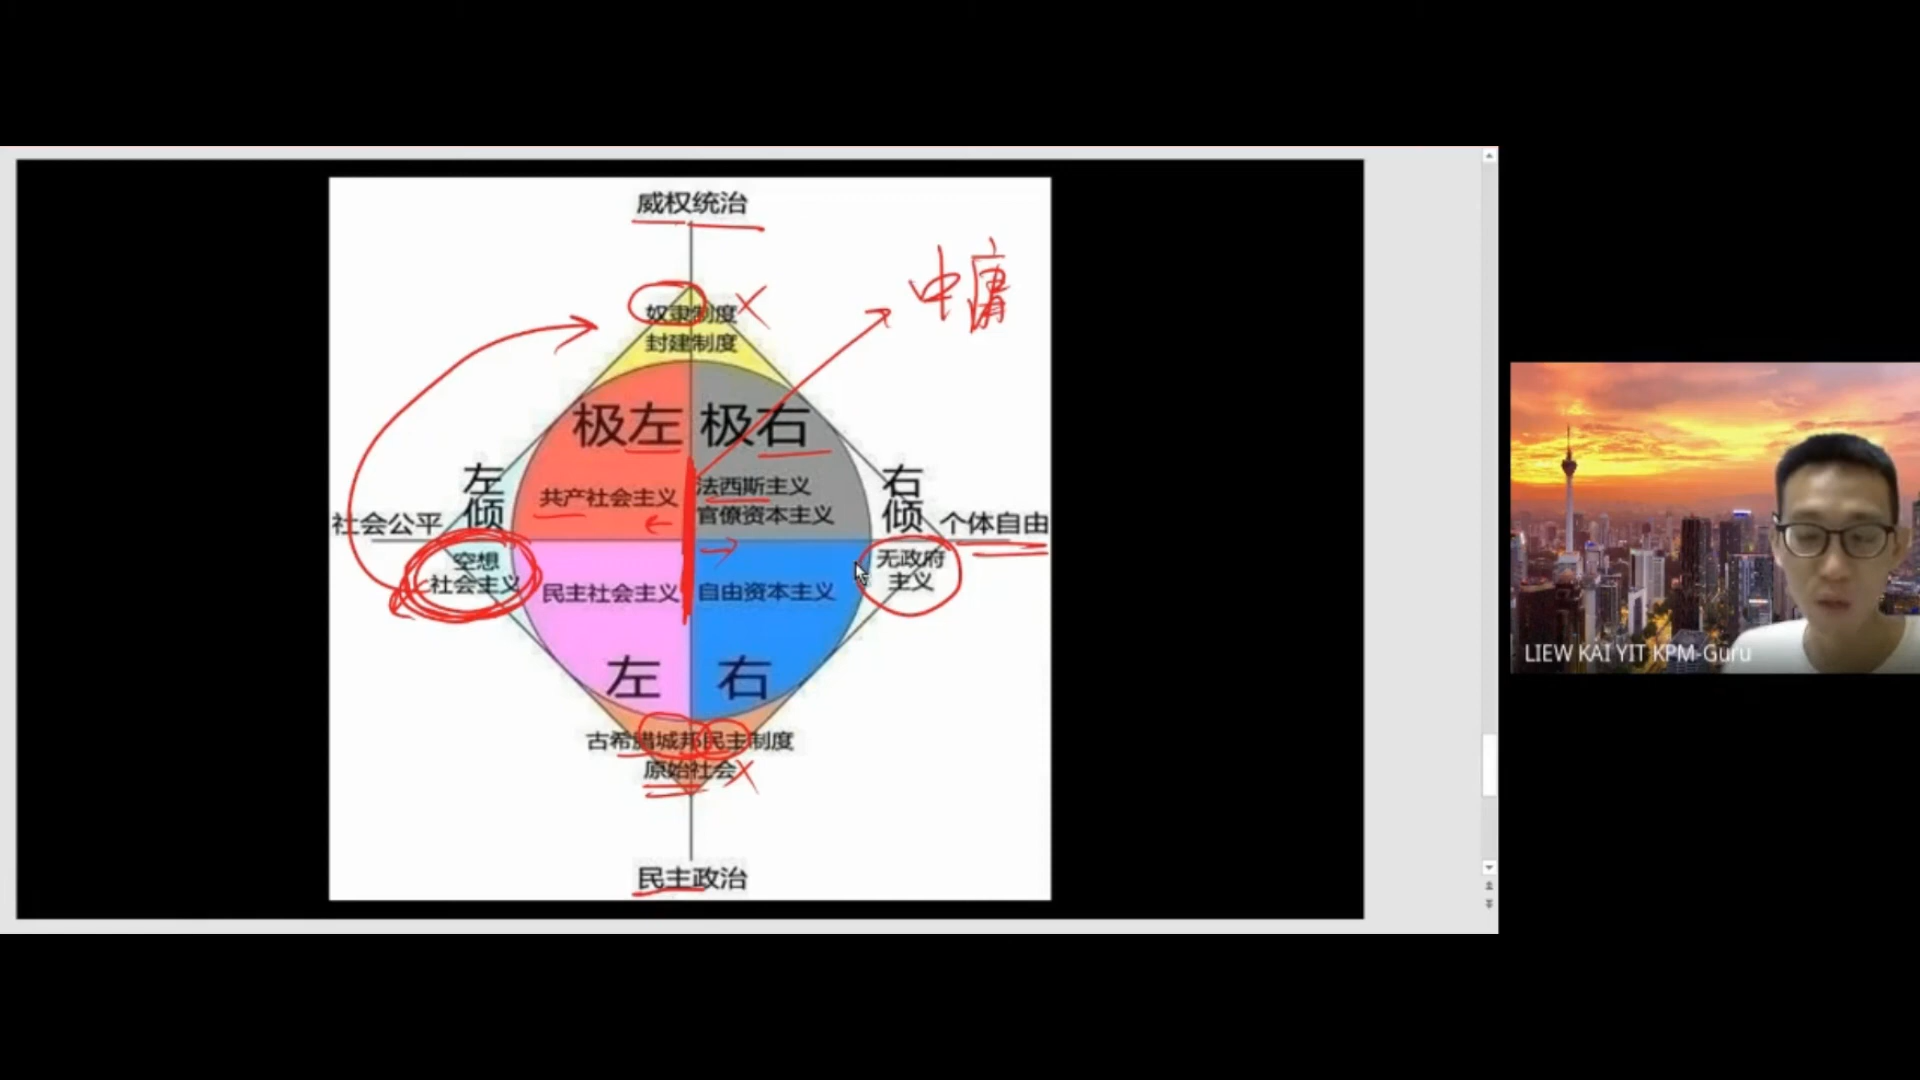 威权统治
中庸
奴隶制度
封建制度
极左
极右
左倾
右倾
共产社会主义
法西斯主义
官僚资本主义
社会公平
个体自由
空想
社会主义
无政府
主义
民主社会主义
自由资本主义
左
右
古希腊城邦民主制度
原始社会
民主政治
LIEW KAI YIT KPM-Guru